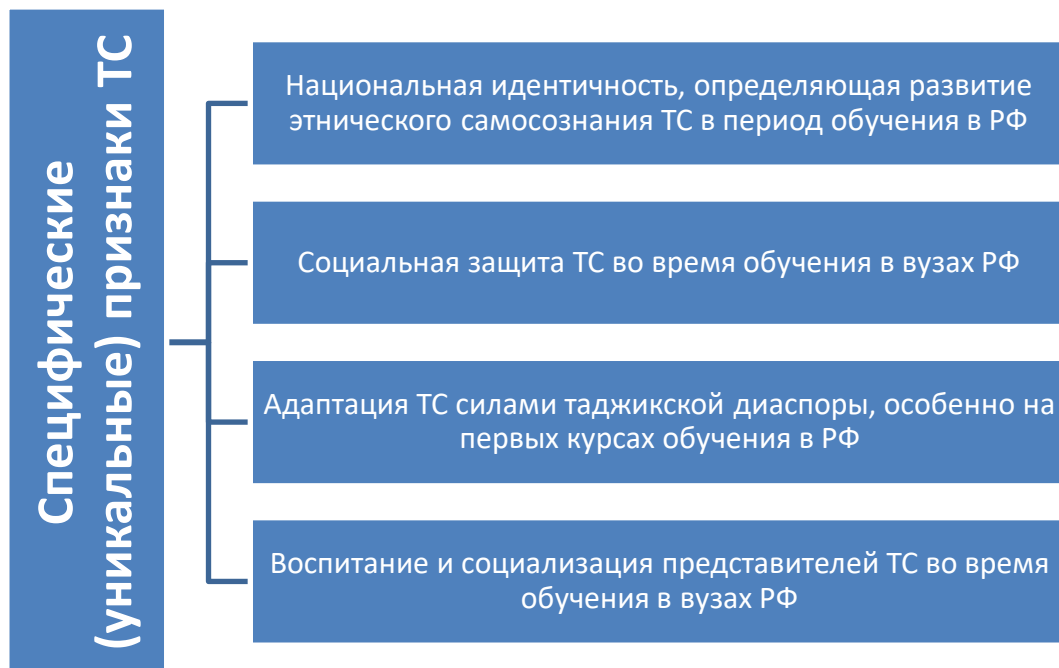 Специфические
(уникальные) признаки ТС
Национальная идентичность, определяющая развитие
этнического самосознания ТС в период обучения в РФ
Социальная защита ТС во время обучения в вузах РФ
Адаптация ТС силами таджикской диаспоры, особенно на
первых курсах обучения в РФ
Воспитание и социализация представителей ТС во время
обучения в вузах РФ